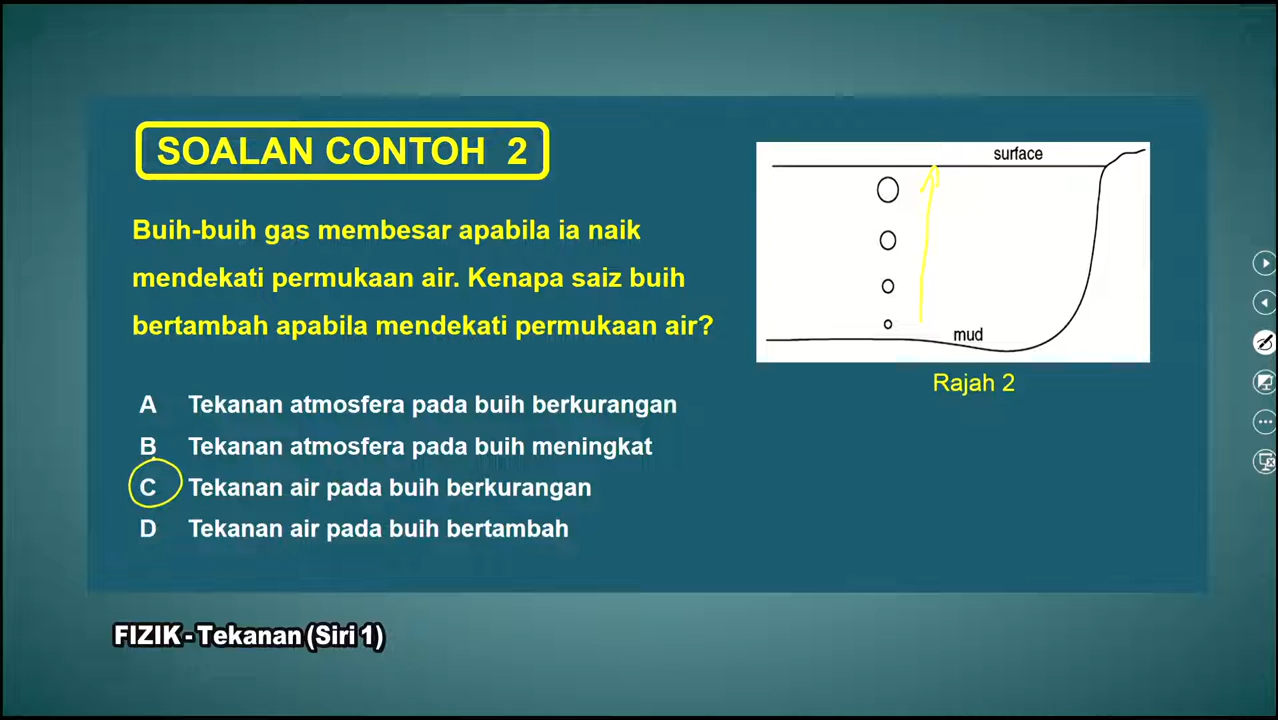 SOALAN CONTOH 2
Buih-buih gas membesar apabila ia naik
mendekati permukaan air. Kenapa saiz buih
bertambah apabila mendekati permukaan air?
A Tekanan atmosfera pada buih berkurangan
B Tekanan atmosfera pada buih meningkat
C Tekanan air pada buih berkurangan
D Tekanan air pada buih bertambah
surface
mud
Rajah 2
FIZIK - Tekanan (Siri 1)